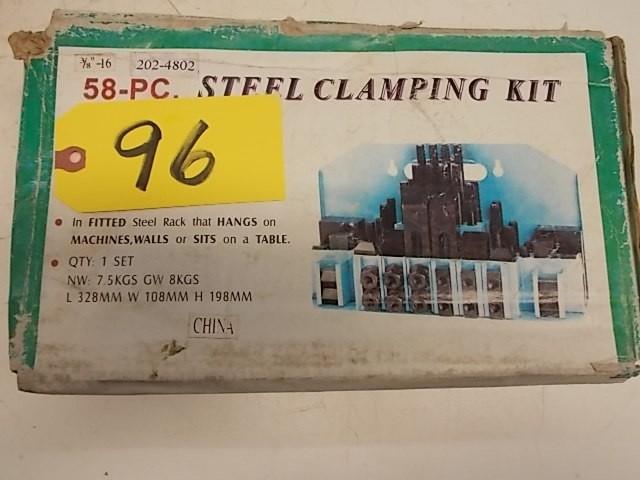 3/8"-16 202-4802
58-PC. STEEL CLAMPING KIT
96
• In FITTED Steel Rack that HANGS on
MACHINES,WALLS or SITS on a TABLE.
• QTY: 1 SET
NW: 7.5KGS GW 8KGS
L 328MM W 108MM H 198MM
CHINA